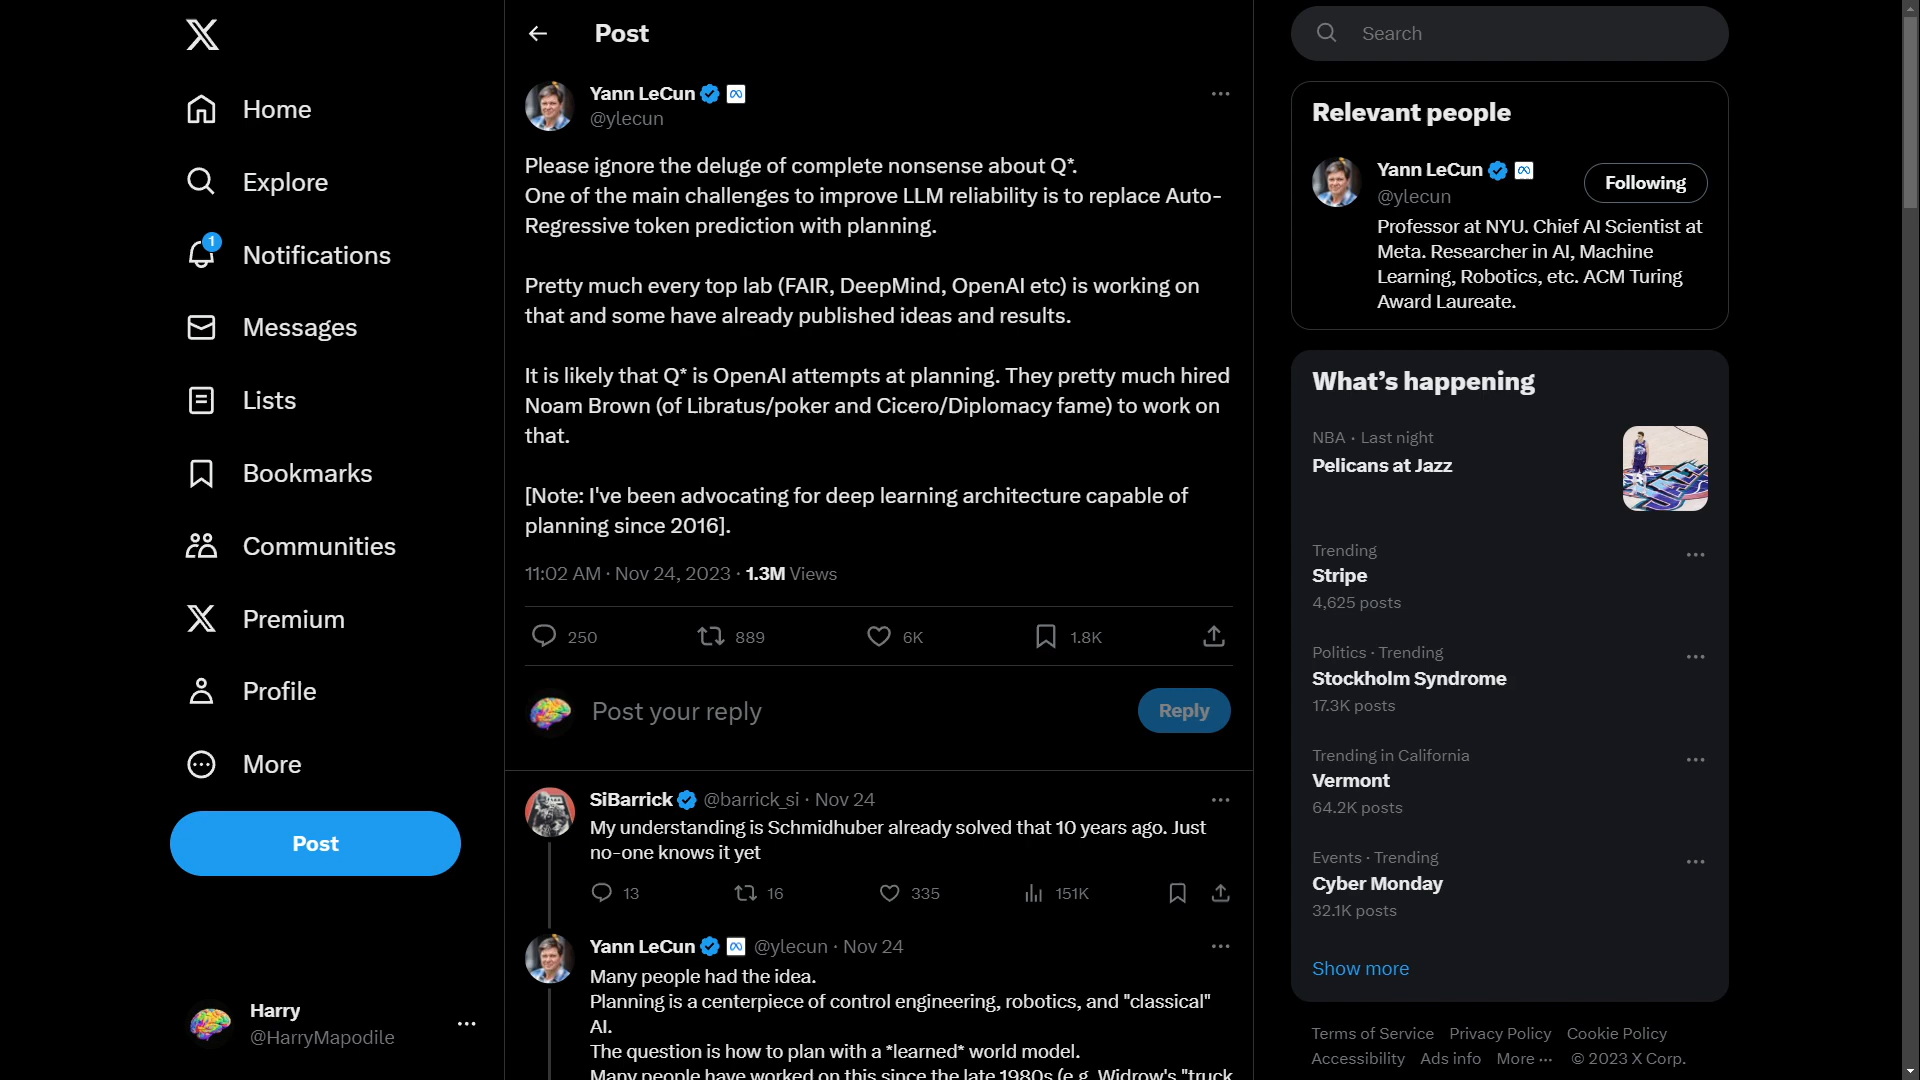 Home
Explore
1
Notifications
Messages
Lists
Bookmarks
Communities
Premium
Profile
More
Post
Harry
@HarryMapodile
Post
Yann LeCun
@ylecun
Please ignore the deluge of complete nonsense about Q*.
One of the main challenges to improve LLM reliability is to replace Auto-
Regressive token prediction with planning.
Pretty much every top lab (FAIR, DeepMind, OpenAI etc) is working on
that and some have already published ideas and results.
It is likely that Q* is OpenAI attempts at planning. They pretty much hired
Noam Brown (of Libratus/poker and Cicero/Diplomacy fame) to work on
that.
[Note: I've been advocating for deep learning architecture capable of
planning since 2016].
11:02 AM · Nov 24, 2023 · 1.3M Views
250 889 6K 1.8K
Post your reply
Reply
SiBarrick @barrick_si · Nov 24
My understanding is Schmidhuber already solved that 10 years ago. Just
no-one knows it yet
13 16 335 151K
Yann LeCun @ylecun · Nov 24
Many people had the idea.
Planning is a centerpiece of control engineering, robotics, and "classical"
AI.
The question is how to plan with a *learned* world model.
Many people have worked on this since the late 1980s (e.g. Widrow's "truck
Search
Relevant people
Yann LeCun
@ylecun
Following
Professor at NYU. Chief AI Scientist at
Meta. Researcher in AI, Machine
Learning, Robotics, etc. ACM Turing
Award Laureate.
What's happening
NBA · Last night
Pelicans at Jazz
Trending
Stripe
4,625 posts
Politics · Trending
Stockholm Syndrome
17.3K posts
Trending in California
Vermont
64.2K posts
Events · Trending
Cyber Monday
32.1K posts
Show more
Terms of Service Privacy Policy Cookie Policy
Accessibility Ads info More ··· © 2023 X Corp.